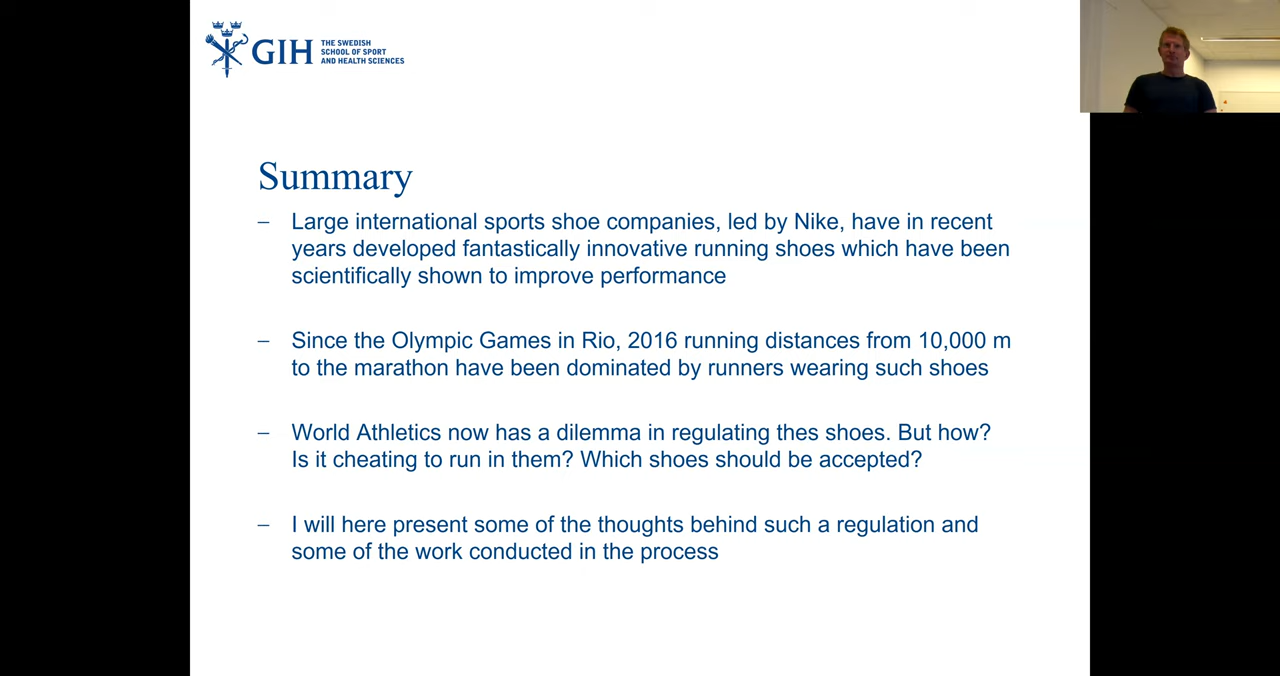 GIH
THE SWEDISH
SCHOOL OF SPORT
AND HEALTH SCIENCES
Summary
– Large international sports shoe companies, led by Nike, have in recent
years developed fantastically innovative running shoes which have been
scientifically shown to improve performance
– Since the Olympic Games in Rio, 2016 running distances from 10,000 m
to the marathon have been dominated by runners wearing such shoes
– World Athletics now has a dilemma in regulating thes shoes. But how?
Is it cheating to run in them? Which shoes should be accepted?
– I will here present some of the thoughts behind such a regulation and
some of the work conducted in the process